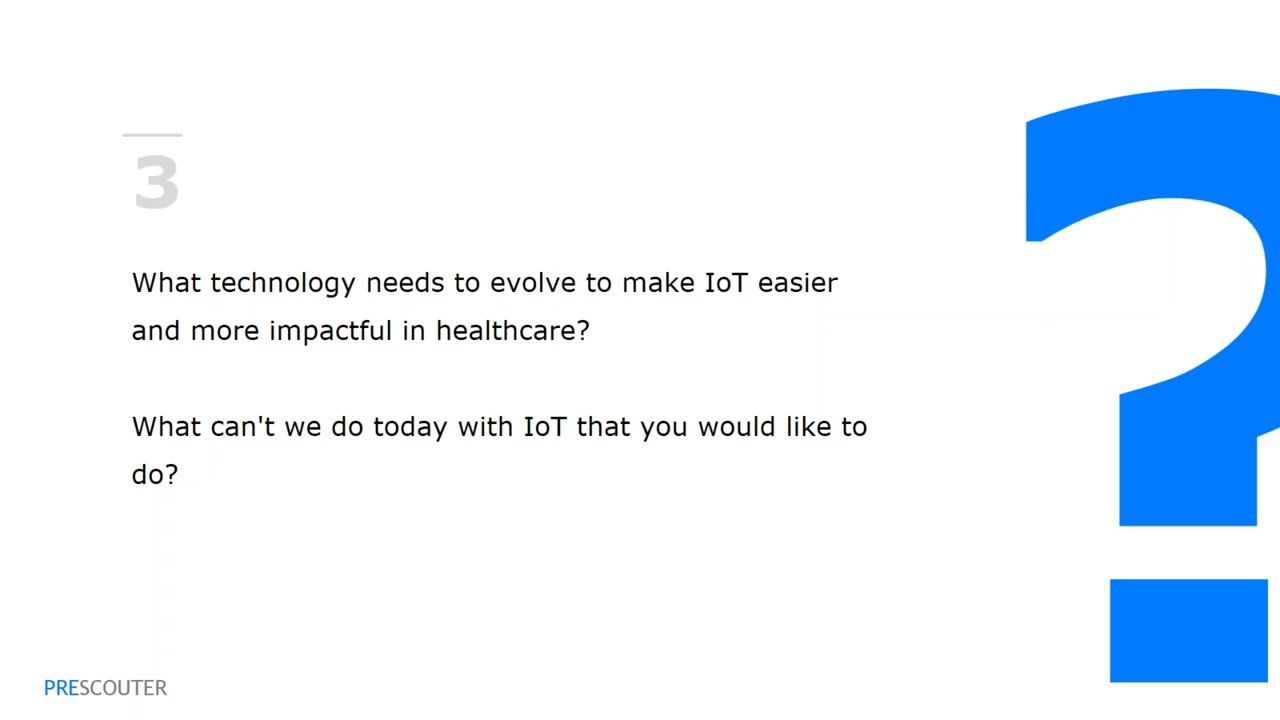 3
What technology needs to evolve to make IoT easier
and more impactful in healthcare?
What can't we do today with IoT that you would like to
do?
?
PRESCOUTER